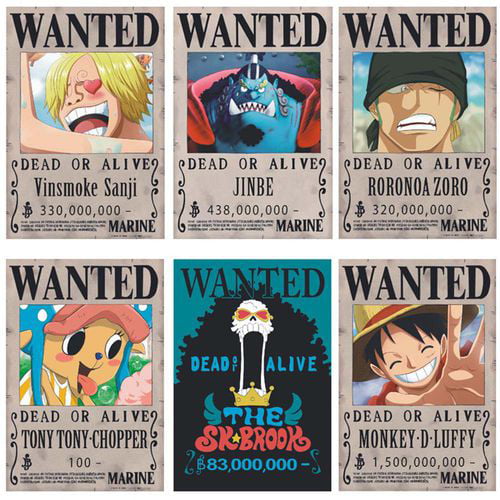 WANTED
DEAD OR ALIVE
Vinsmoke Sanji
330,000,000-
MARINE
WANTED
DEAD OR ALIVE
JINBE
438,000,000-
MARINE
WANTED
DEAD OR ALIVE
RORONOA ZORO
320,000,000-
MARINE
WANTED
DEAD OR ALIVE
TONY TONY·CHOPPER
100-
MARINE
WANTED
DEAD OR ALIVE
THE
SK★BROOK
83,000,000-
WANTED
DEAD OR ALIVE
MONKEY·D·LUFFY
1,500,000,000-
MARINE